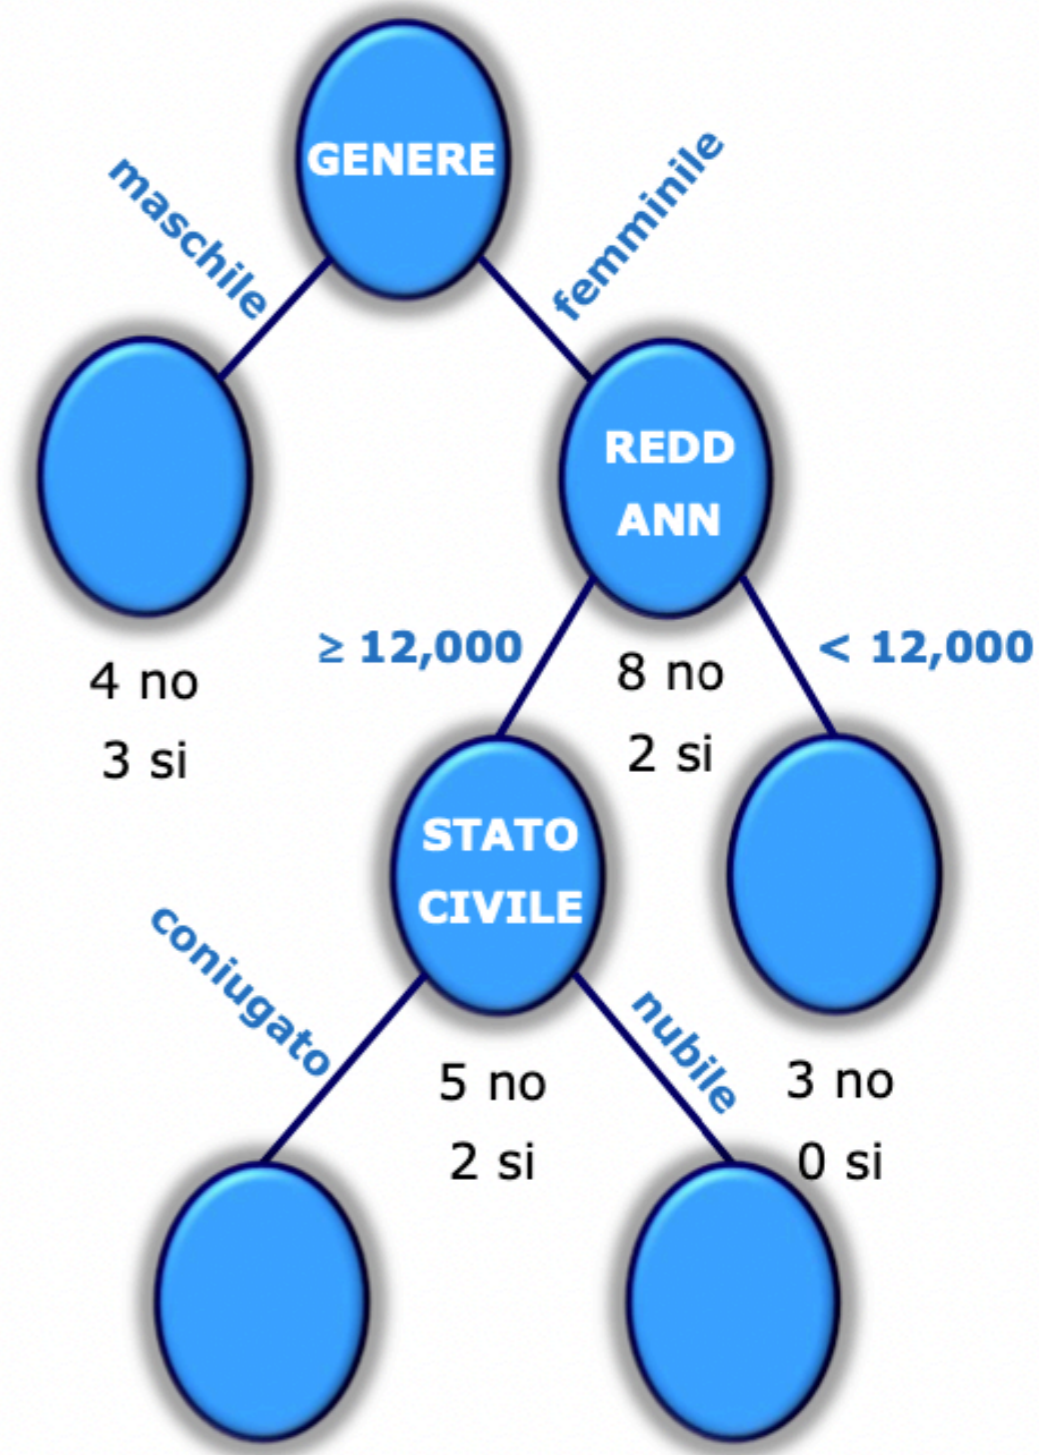 GENERE
maschile
femminile
REDD
ANN
4 no
3 si
≥ 12,000
8 no
2 si
< 12,000
STATO
CIVILE
coniugato
5 no
2 si
nubile
3 no
0 si